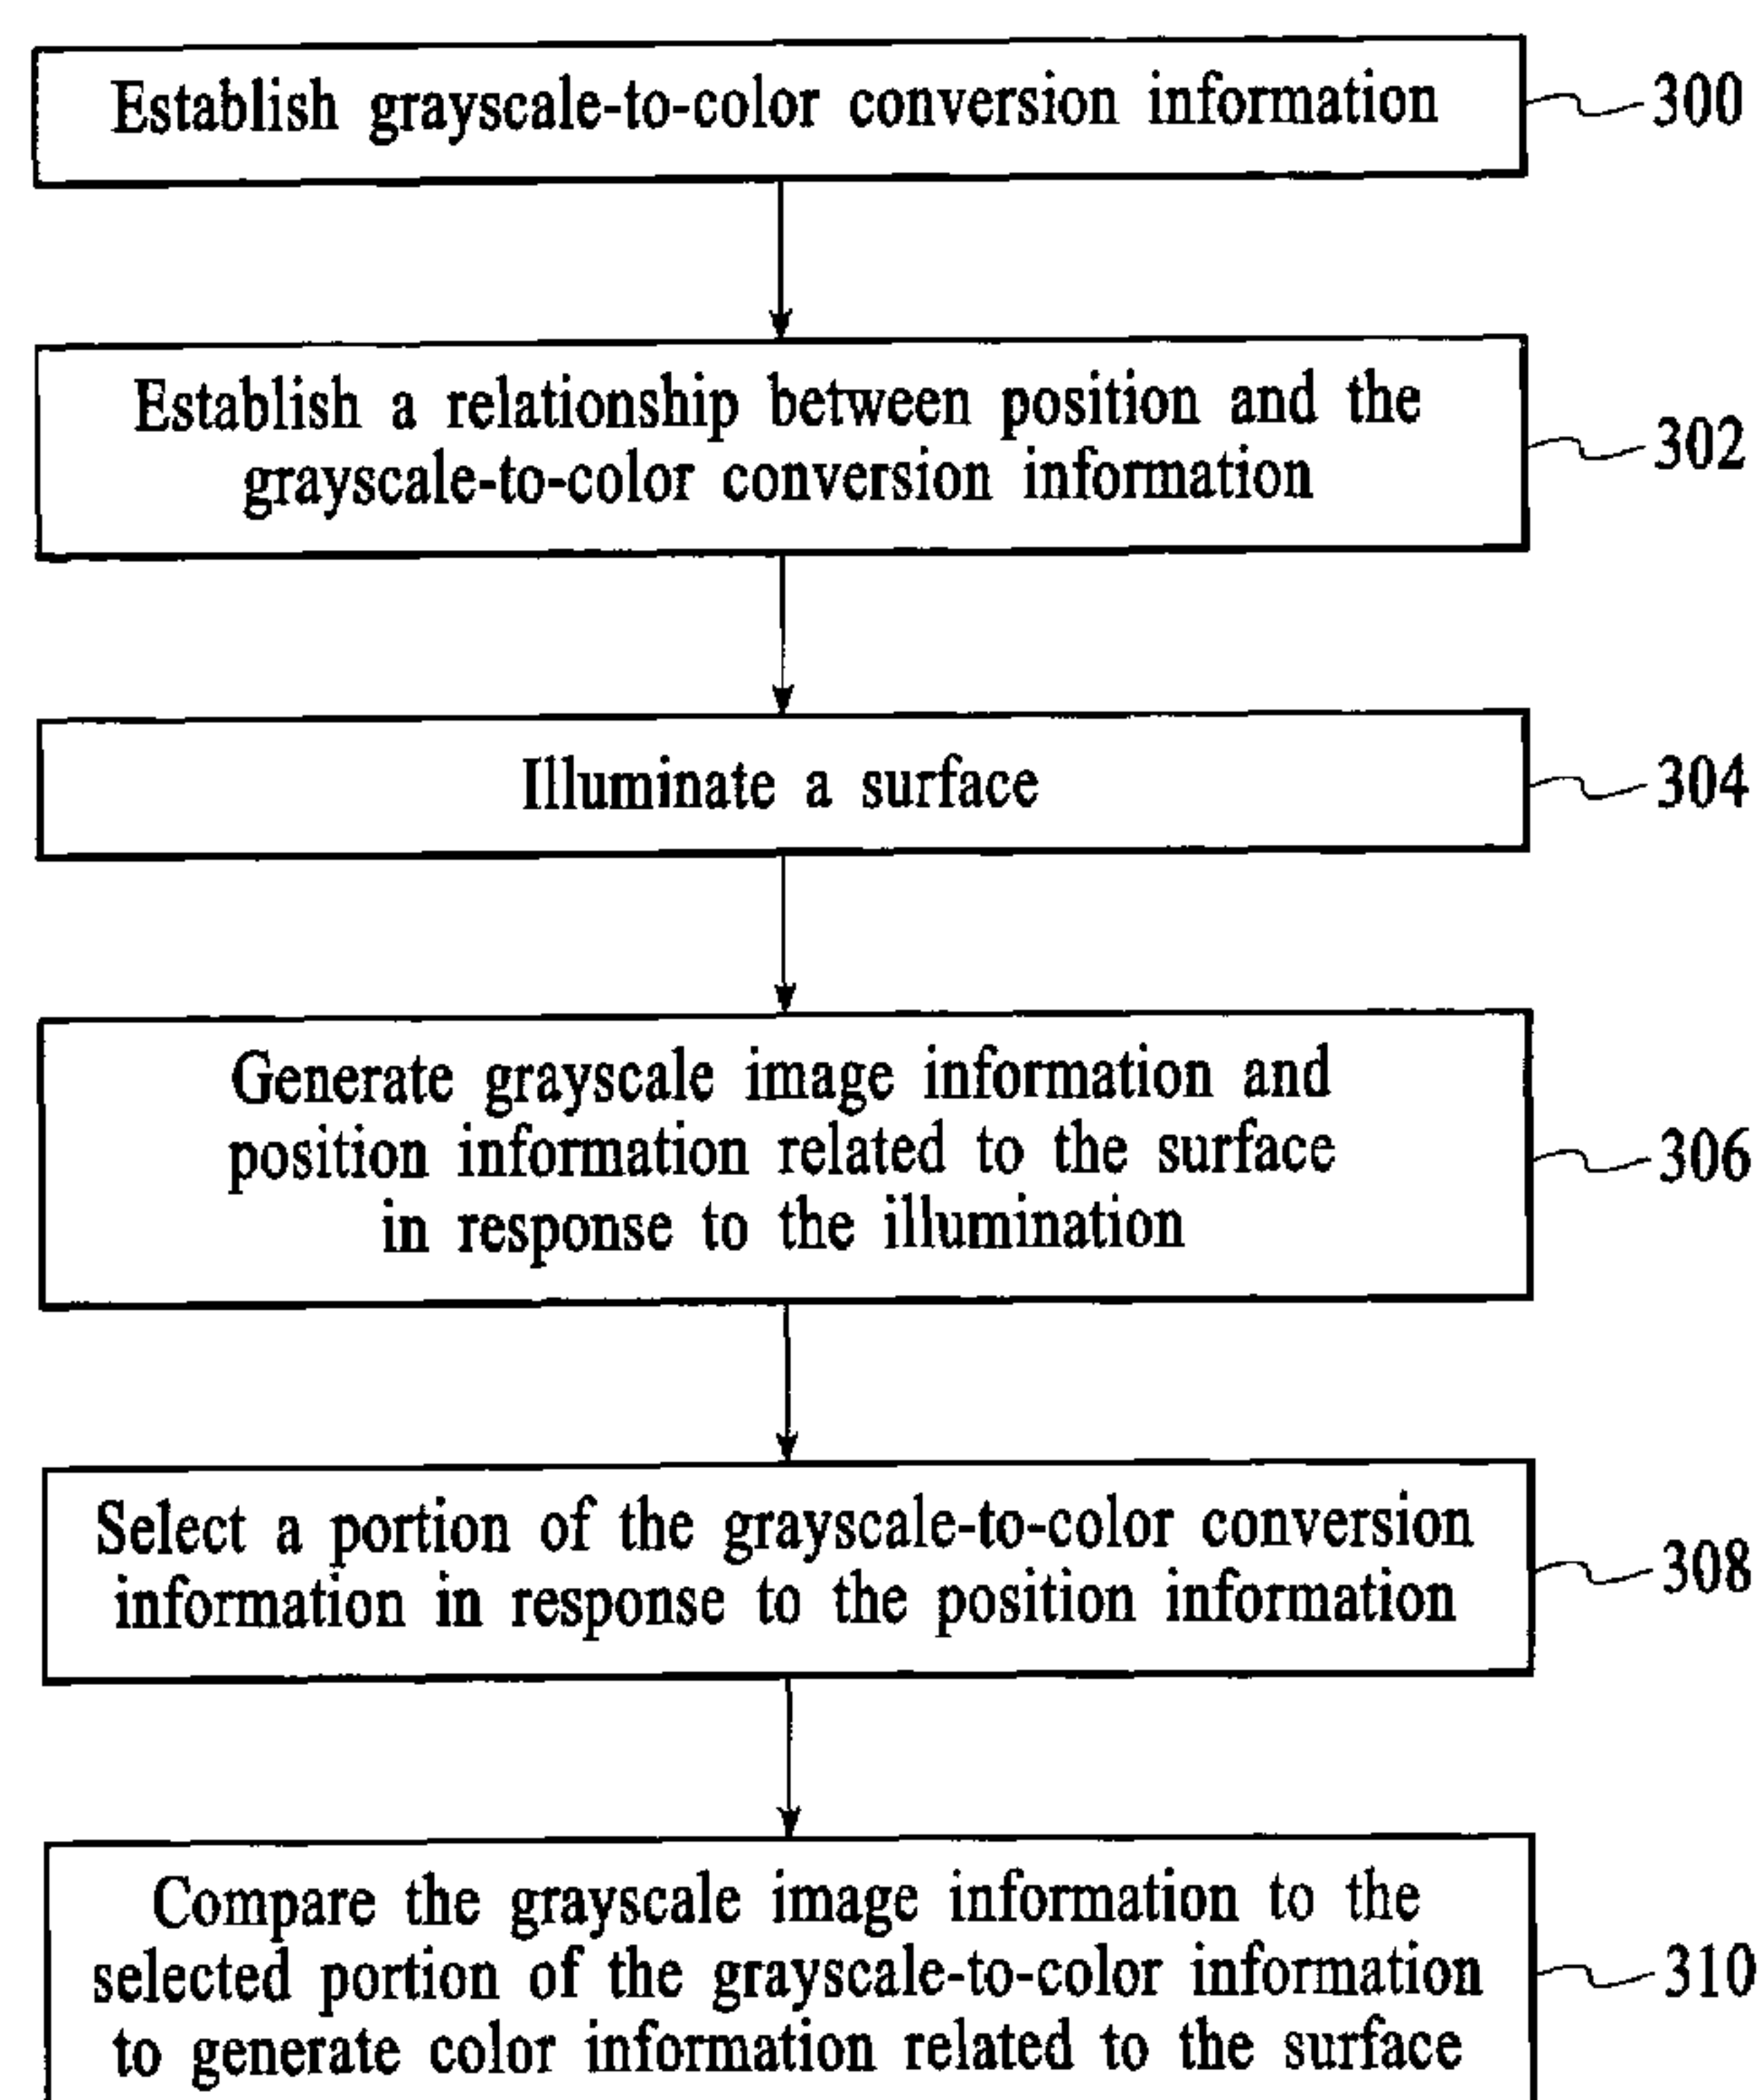 Establish grayscale-to-color conversion information
300
Establish a relationship between position and the
grayscale-to-color conversion information
302
Illuminate a surface
304
Generate grayscale image information and
position information related to the surface
in response to the illumination
306
Select a portion of the grayscale-to-color conversion
information in response to the position information
308
Compare the grayscale image information to the
selected portion of the grayscale-to-color information
to generate color information related to the surface
310